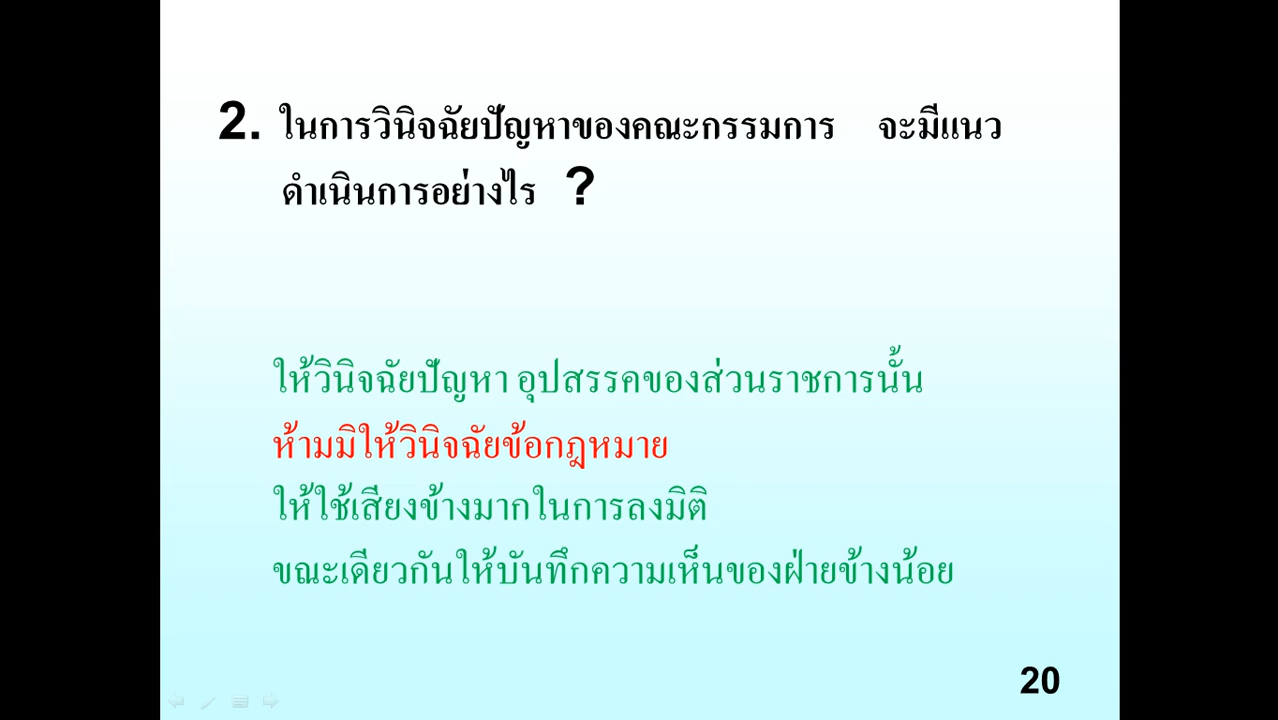 2. ในการวินิจฉัยปัญหาของคณะกรรมการ จะมีแนว
ดำเนินการอย่างไร ?
ให้วินิจฉัยปัญหา อุปสรรคของส่วนราชการนั้น
ห้ามมิให้วินิจฉัยข้อกฎหมาย
ให้ใช้เสียงข้างมากในการลงมิติ
ขณะเดียวกันให้บันทึกความเห็นของฝ่ายข้างน้อย
20